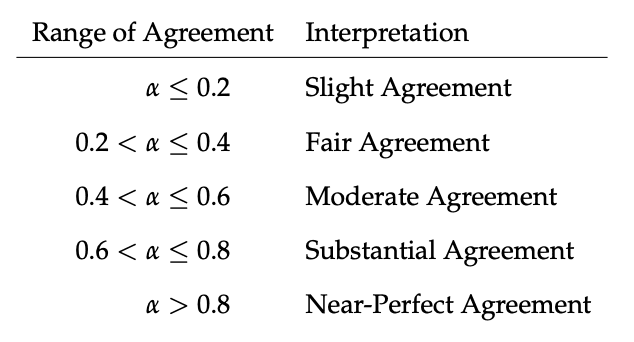 Range of Agreement Interpretation
α ≤ 0.2 Slight Agreement
0.2 < α ≤ 0.4 Fair Agreement
0.4 < α ≤ 0.6 Moderate Agreement
0.6 < α ≤ 0.8 Substantial Agreement
α > 0.8 Near-Perfect Agreement